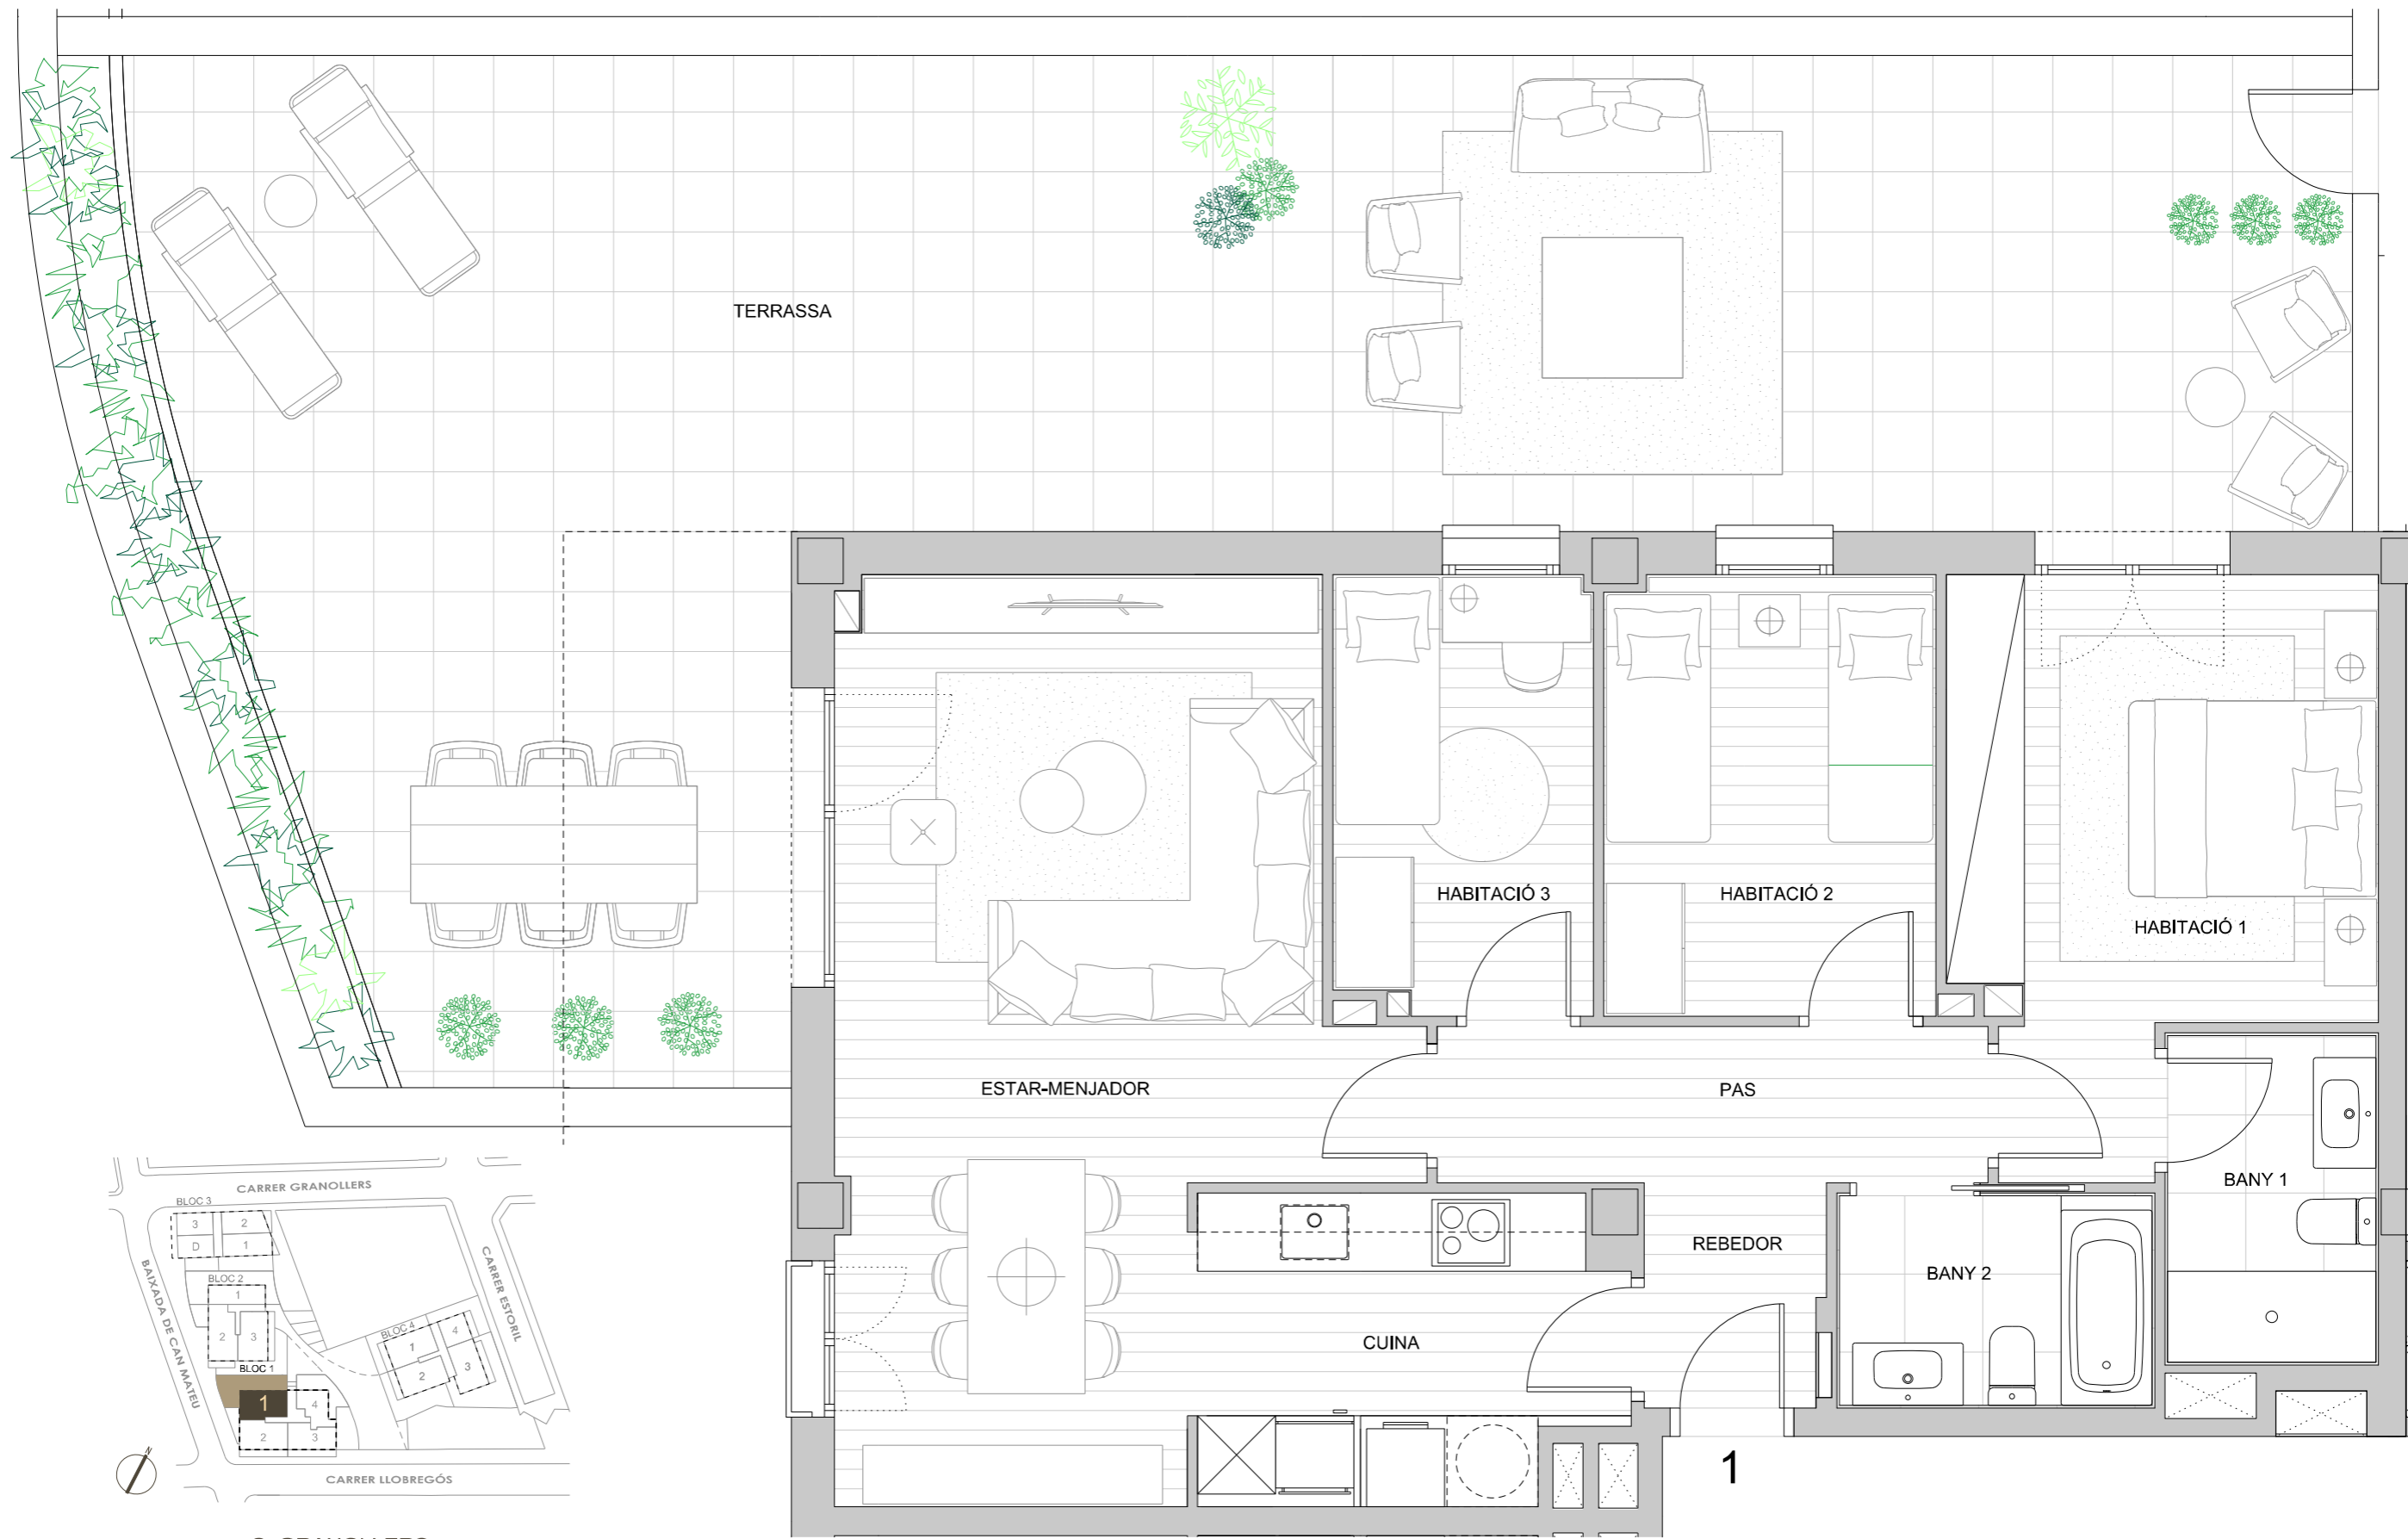 TERRASSA
HABITACIÓ 3
HABITACIÓ 2
HABITACIÓ 1
ESTAR-MENJADOR
PAS
BANY 1
REBEDOR
BANY 2
CUINA
1
CARRER GRANOLLERS
BLOC 3
3
2
D
1
BAIXADA DE CAN MATEU
CARRER ESTORIL
BLOC 2
1
2
3
BLOC 4
4
1
3
2
BLOC 1
1
4
2
3
N
CARRER LLOBREGÓS